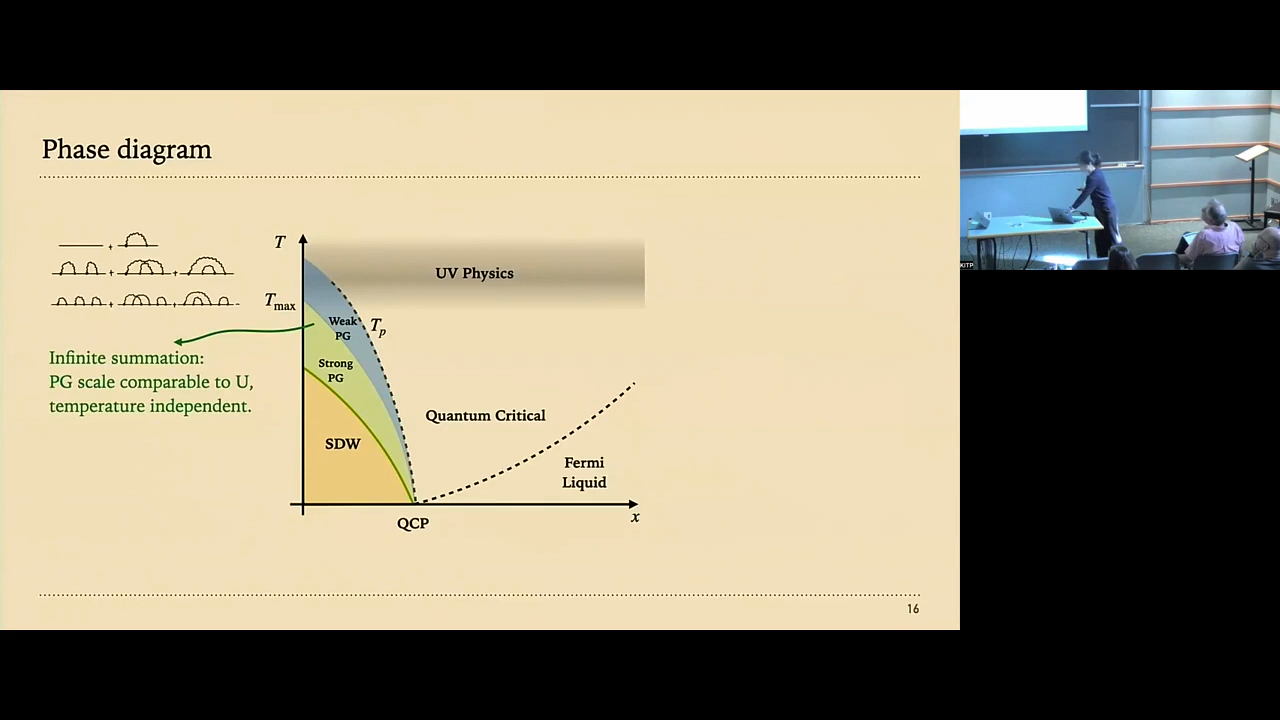 Phase diagram
T
UV Physics
T_max
Weak
PG
T_p
Strong
PG
Infinite summation:
PG scale comparable to U,
temperature independent.
Quantum Critical
SDW
Fermi
Liquid
x
QCP
16
KITP